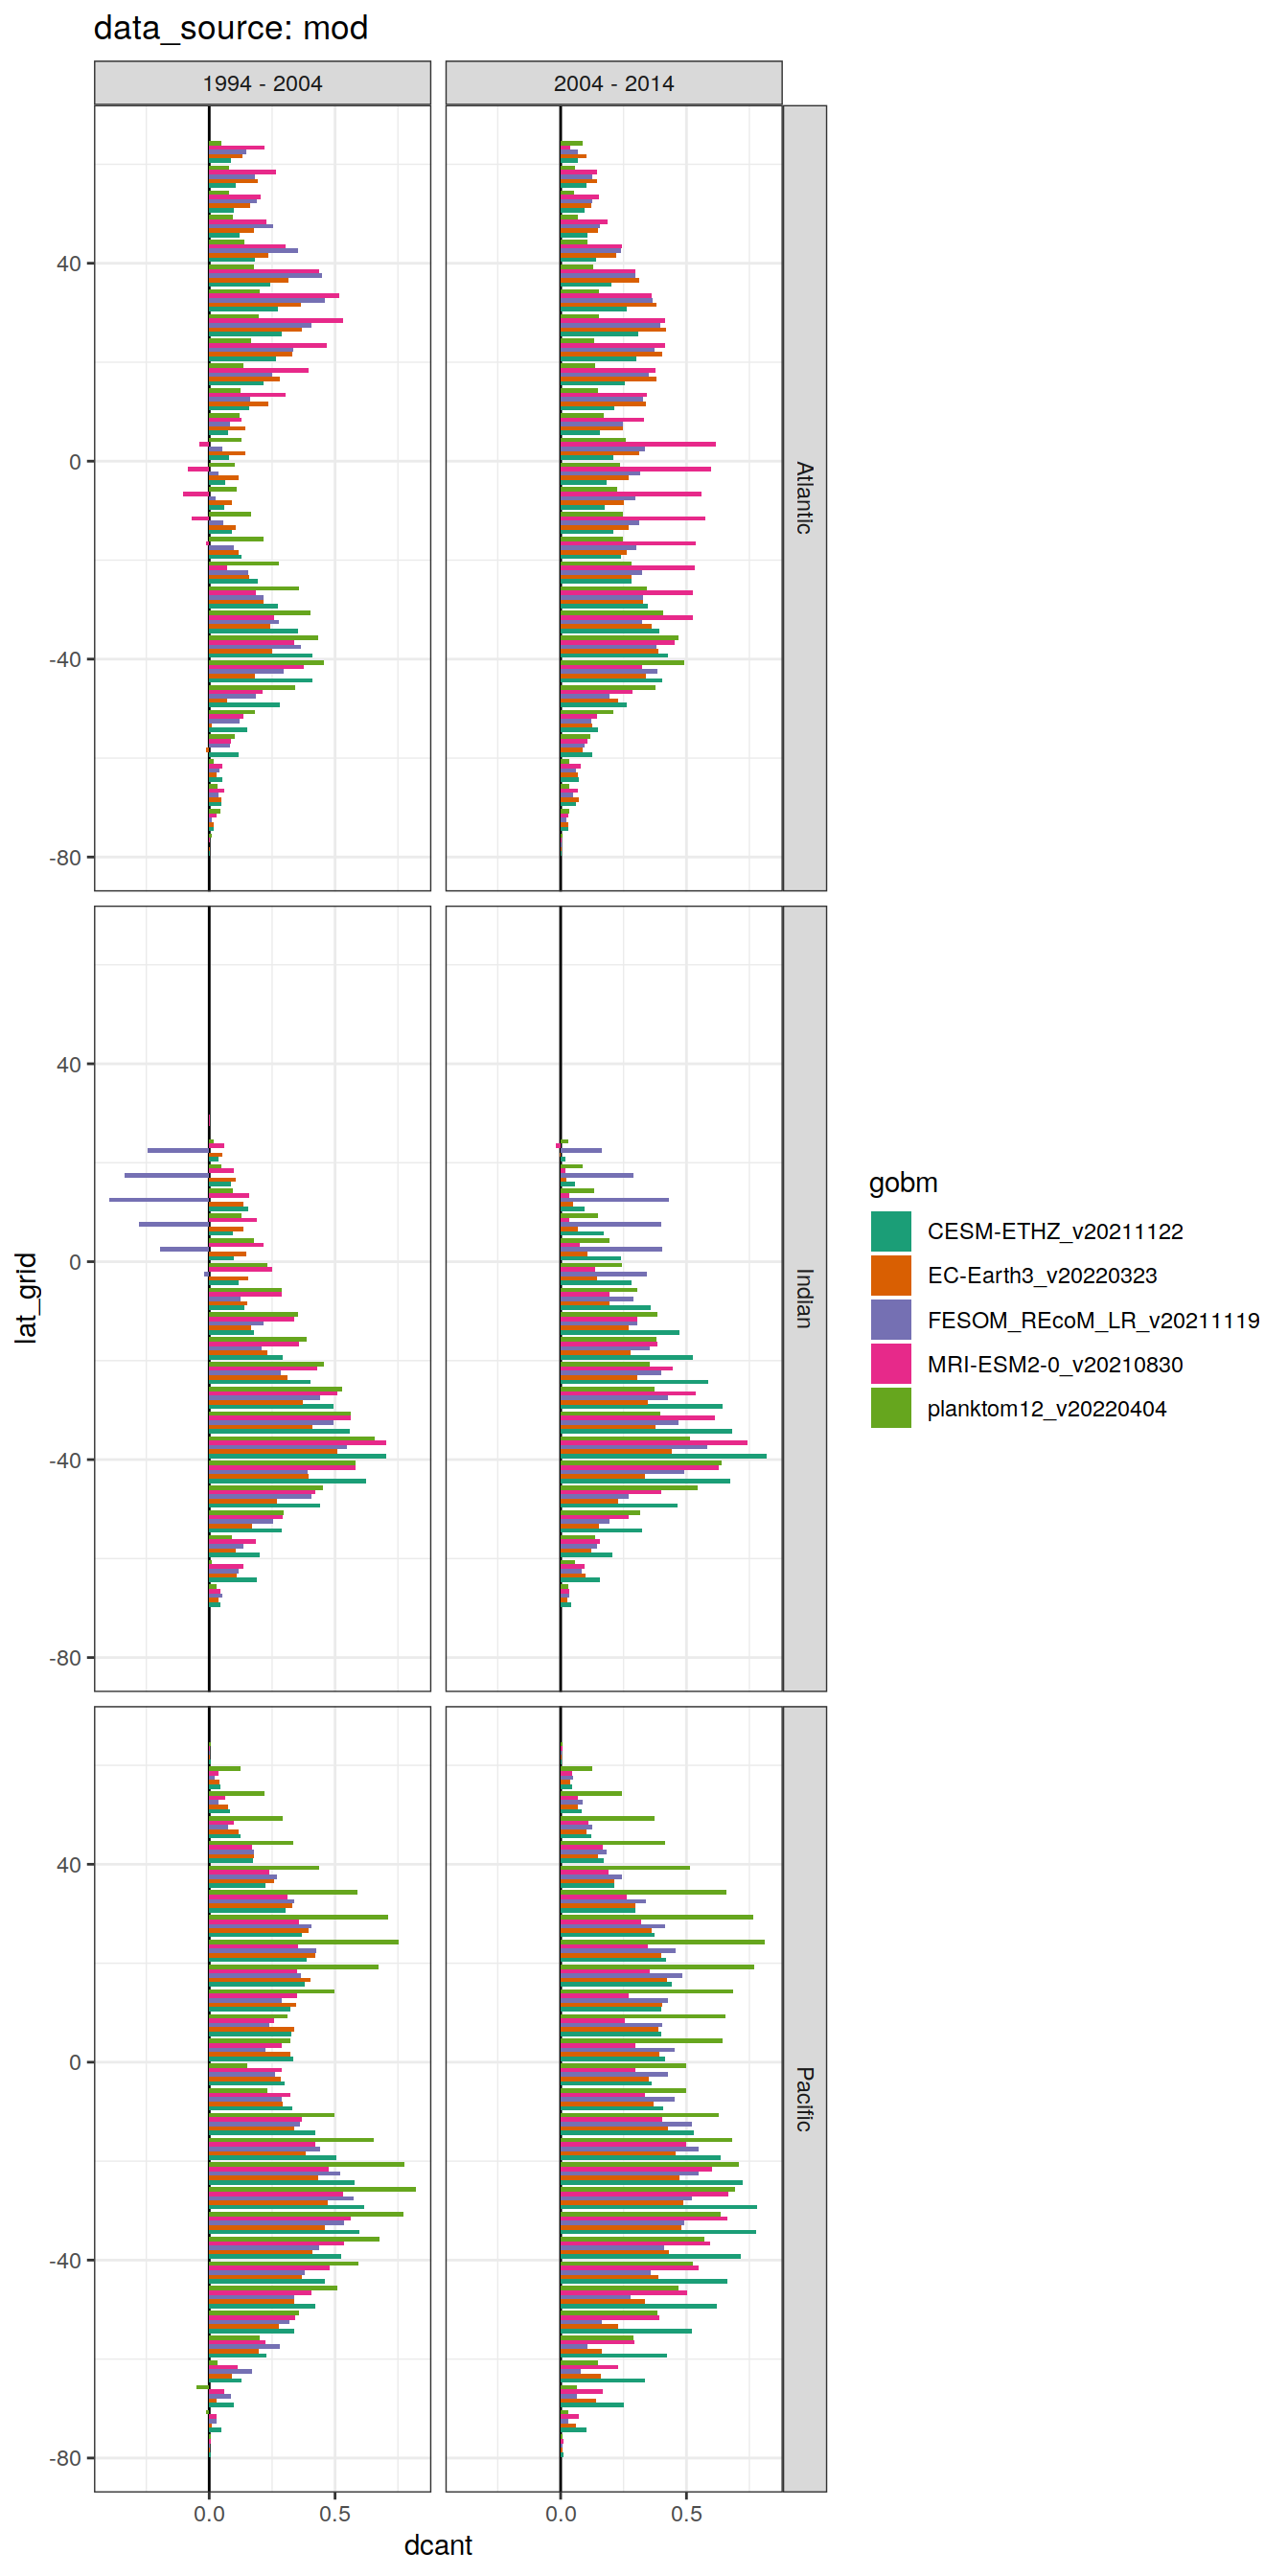 data_source: mod
1994 - 2004
2004 - 2014
40
0
-40
-80
Atlantic
40
0
-40
-80
Indian
40
0
-40
-80
Pacific
0.0
0.5
0.0
0.5
dcant
lat_grid
gobm
CESM-ETHZ_v20211122
EC-Earth3_v20220323
FESOM_REcoM_LR_v20211119
MRI-ESM2-0_v20210830
planktom12_v20220404